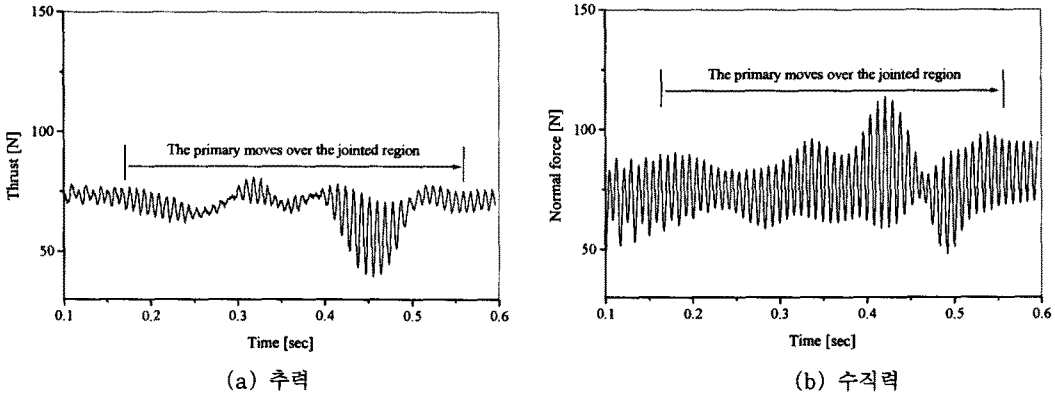 150
100
50
Thrust [N]
The primary moves over the jointed region
0.1 0.2 0.3 0.4 0.5 0.6
Time [sec]
(a) 추력
150
100
50
Normal force [N]
The primary moves over the jointed region
0.1 0.2 0.3 0.4 0.5 0.6
Time [sec]
(b) 수직력